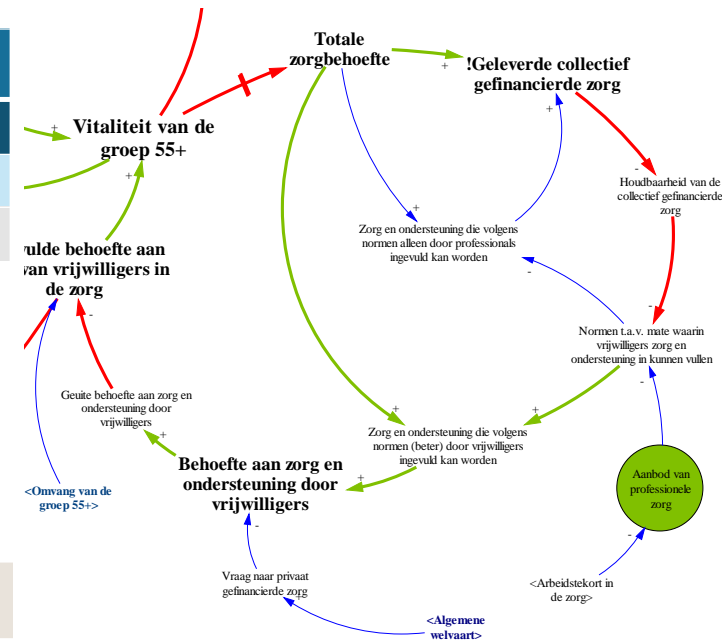 Totale
zorgbehoefte
+
!Geleverde collectief
gefinancierde zorg
+
Vitaliteit van de
groep 55+
+
+
-
Houdbaarheid van de
collectief gefinancierde
zorg
+
Zorg en ondersteuning die volgens
normen alleen door professionals
ingevuld kan worden
-
vulde behoefte aan
van vrijwilligers in
de zorg
-
-
Normen t.a.v. mate waarin
vrijwilligers zorg en
ondersteuning in kunnen vullen
-
Geuite behoefte aan zorg en
ondersteuning door
vrijwilligers
+
+
+
Zorg en ondersteuning die volgens
normen (beter) door vrijwilligers
ingevuld kan worden
+
Behoefte aan zorg en
ondersteuning door
vrijwilligers
-
<Omvang van de
groep 55+>
Aanbod van
professionele
zorg
-
Vraag naar privaat
gefinancierde zorg
+
<Arbeidstekort in
de zorg>
<Algemene
welvaart>